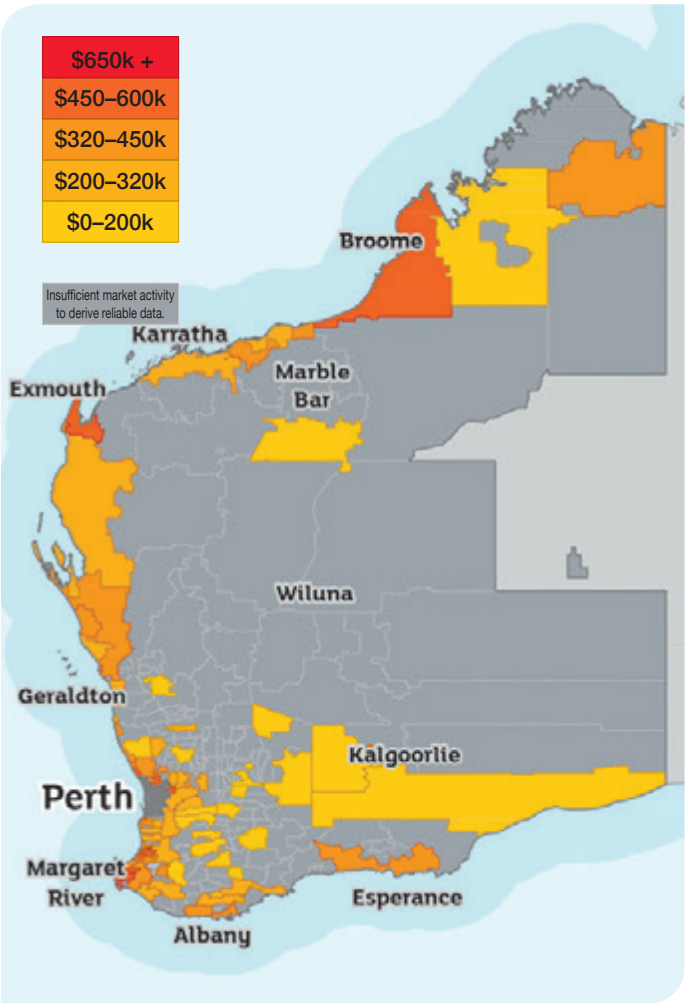 $650k +
$450–600k
$320–450k
$200–320k
$0–200k
Insufficient market activity
to derive reliable data.
Broome
Karratha
Marble
Bar
Exmouth
Wiluna
Geraldton
Kalgoorlie
Perth
Margaret
River
Esperance
Albany